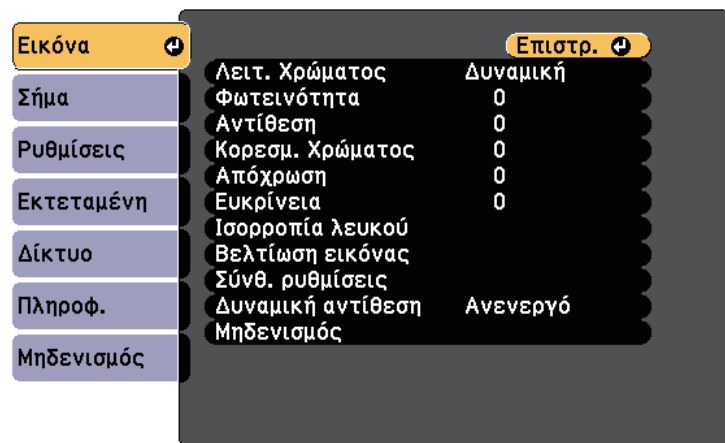 Εικόνα
Σήμα
Ρυθμίσεις
Εκτεταμένη
Δίκτυο
Πληροφ.
Μηδενισμός
Επιστρ.
Λειτ. Χρώματος Δυναμική
Φωτεινότητα 0
Αντίθεση 0
Κορεσμ. Χρώματος 0
Απόχρωση 0
Ευκρίνεια 0
Ισορροπία λευκού
Βελτίωση εικόνας
Σύνθ. ρυθμίσεις
Δυναμική αντίθεση Ανενεργό
Μηδενισμός